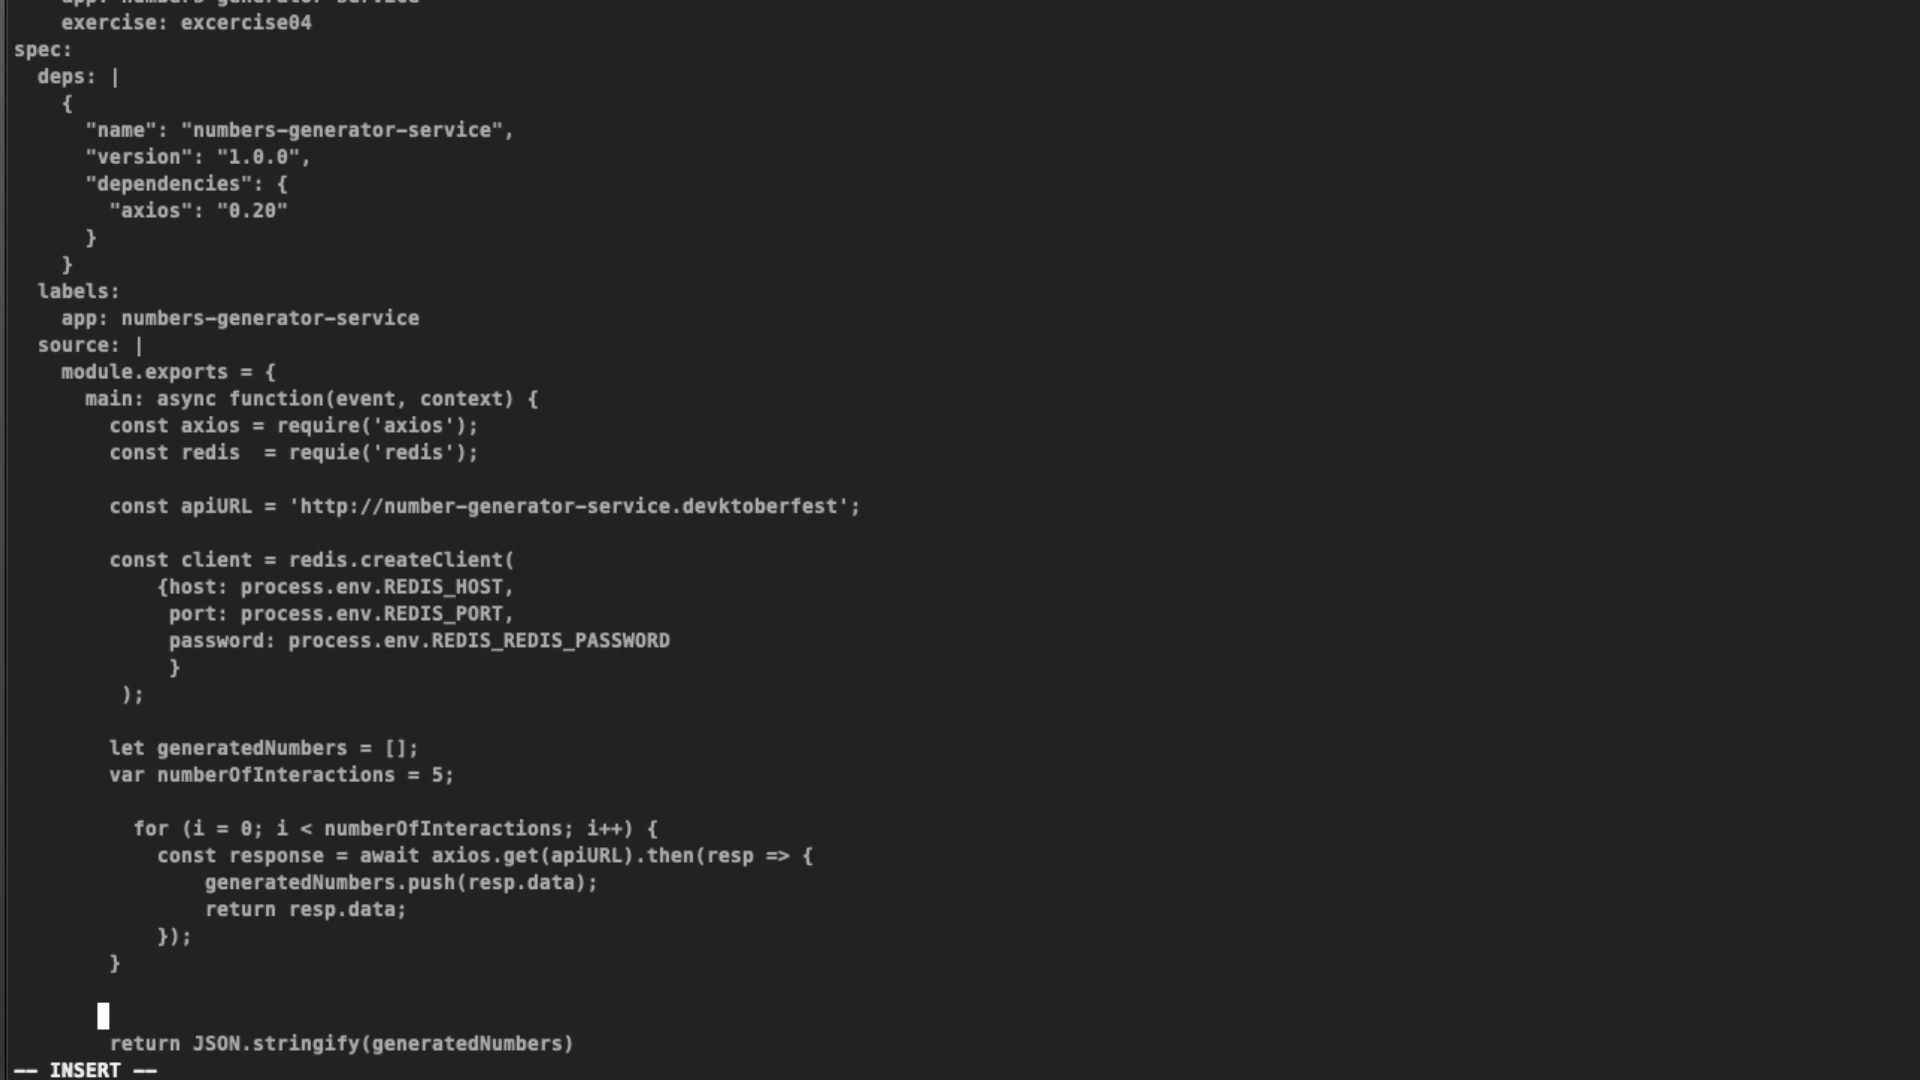 app: numbers-generator-service
    exercise: excercise04
spec:
  deps: |
    {
      "name": "numbers-generator-service",
      "version": "1.0.0",
      "dependencies": {
        "axios": "0.20"
      }
    }
  labels:
    app: numbers-generator-service
  source: |
    module.exports = {
      main: async function(event, context) {
        const axios = require('axios');
        const redis  = requie('redis');

        const apiURL = 'http://number-generator-service.devktoberfest';

        const client = redis.createClient(
            {host: process.env.REDIS_HOST,
             port: process.env.REDIS_PORT,
             password: process.env.REDIS_REDIS_PASSWORD
             }
         );

        let generatedNumbers = [];
        var numberOfInteractions = 5;

          for (i = 0; i < numberOfInteractions; i++) {
            const response = await axios.get(apiURL).then(resp => {
                generatedNumbers.push(resp.data);
                return resp.data;
            });
        }

        return JSON.stringify(generatedNumbers)
-- INSERT --